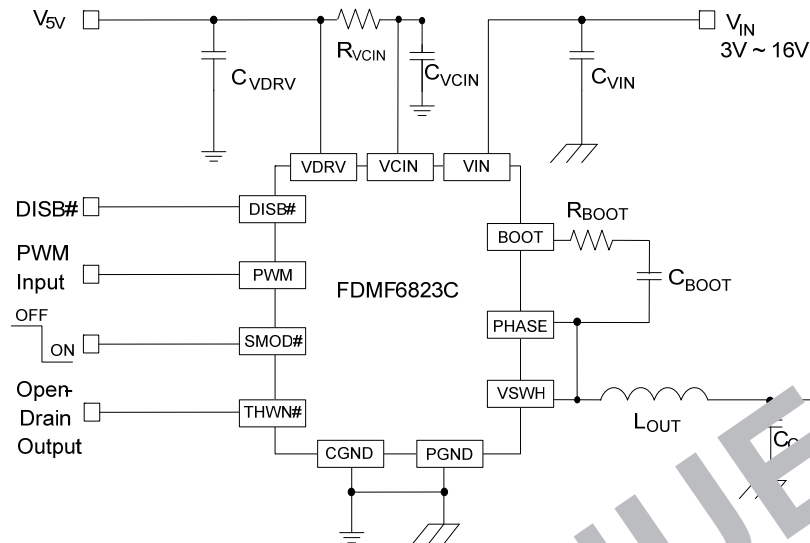 V5V
RVCIN
CVDRV
CVCIN
CVIN
VIN
3V ~ 16V
VDRV
VCIN
VIN
DISB#
DISB#
PWM
Input
PWM
OFF
ON
SMOD#
Open-
Drain
Output
THWN#
FDMF6823C
BOOT
RBOOT
CBOOT
PHASE
VSWH
LOUT
CGND
PGND